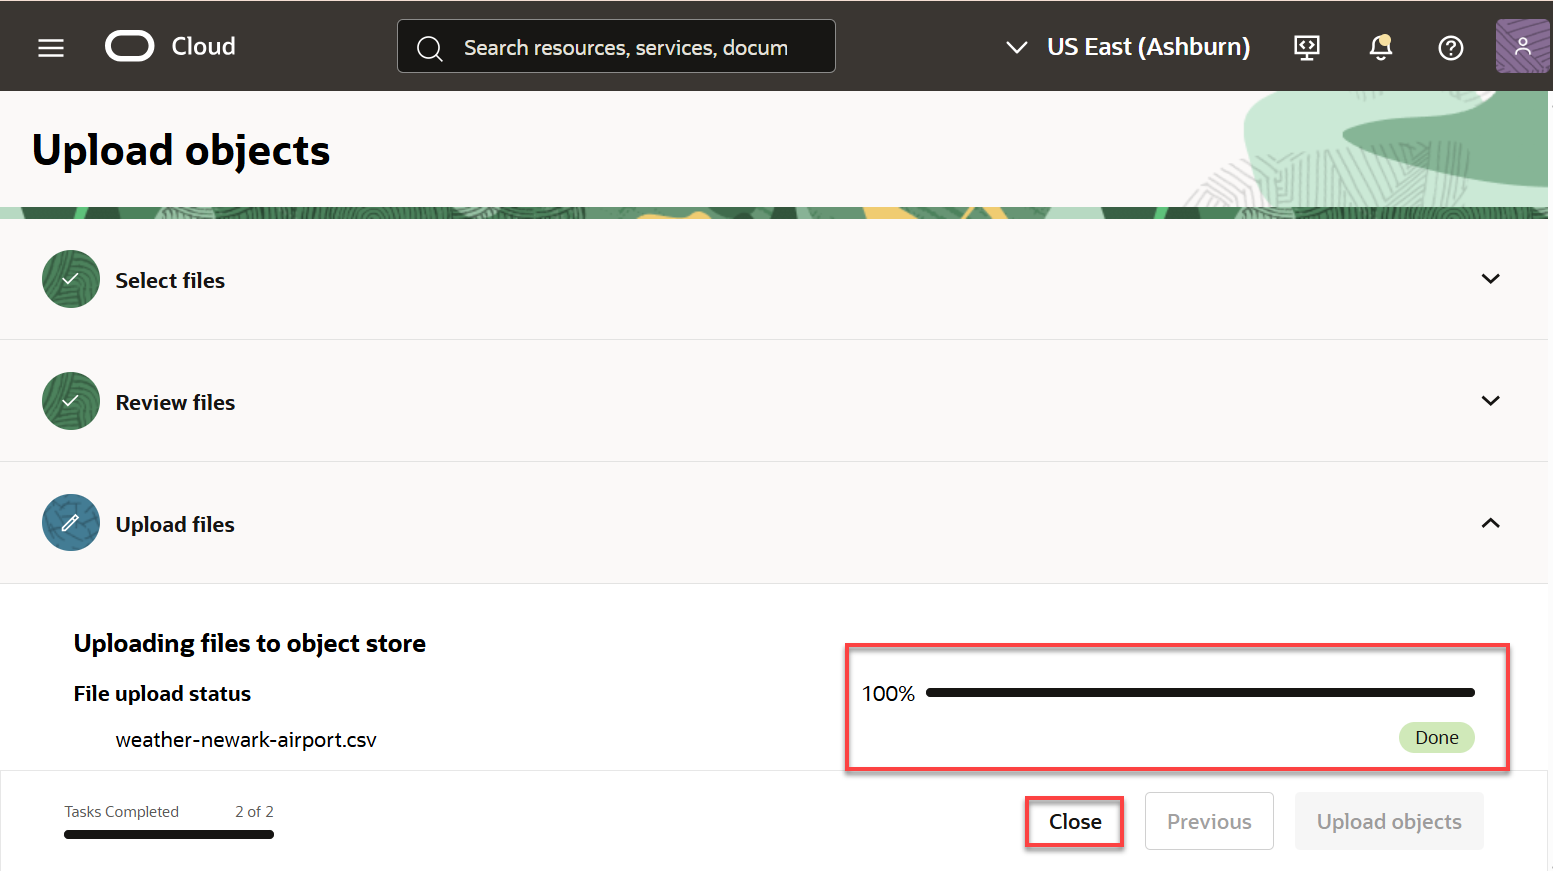 Cloud
Search resources, services, docum
US East (Ashburn)
Upload objects
Select files
Review files
Upload files
Uploading files to object store
File upload status
100%
weather-newark-airport.csv
Done
Tasks Completed 2 of 2
Close
Previous
Upload objects